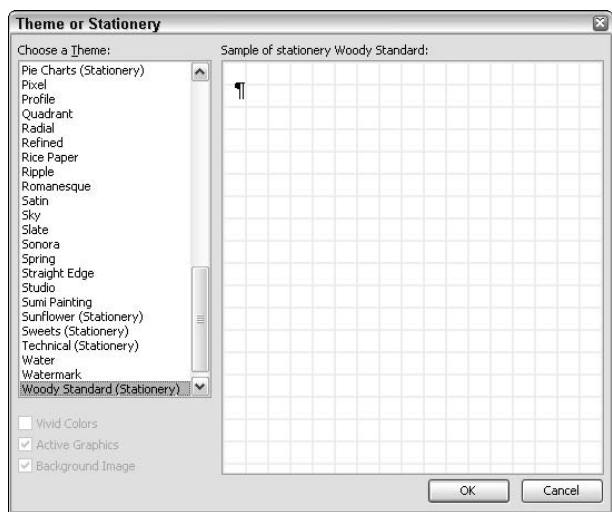 Theme or Stationery
Choose a Theme:
Pie Charts (Stationery)
Pixel
Profile
Quadrant
Radial
Refined
Rice Paper
Ripple
Romanesque
Satin
Sky
Slate
Sonora
Spring
Straight Edge
Studio
Sumi Painting
Sunflower (Stationery)
Sweets (Stationery)
Technical (Stationery)
Water
Watermark
Woody Standard (Stationery)
Vivid Colors
Active Graphics
Background Image
Sample of stationery Woody Standard:
¶
OK
Cancel